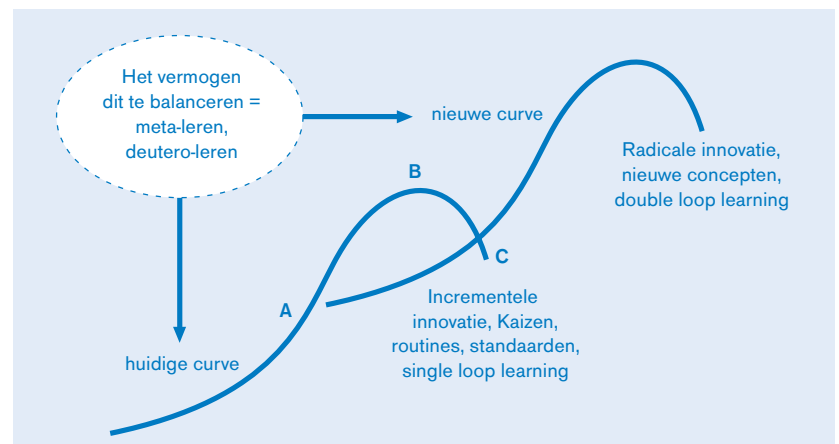 Het vermogen
dit te balanceren =
meta-leren,
deutero-leren
nieuwe curve
Radicale innovatie,
nieuwe concepten,
double loop learning
B
A
C
Incrementele
innovatie, Kaizen,
routines, standaarden,
single loop learning
huidige curve